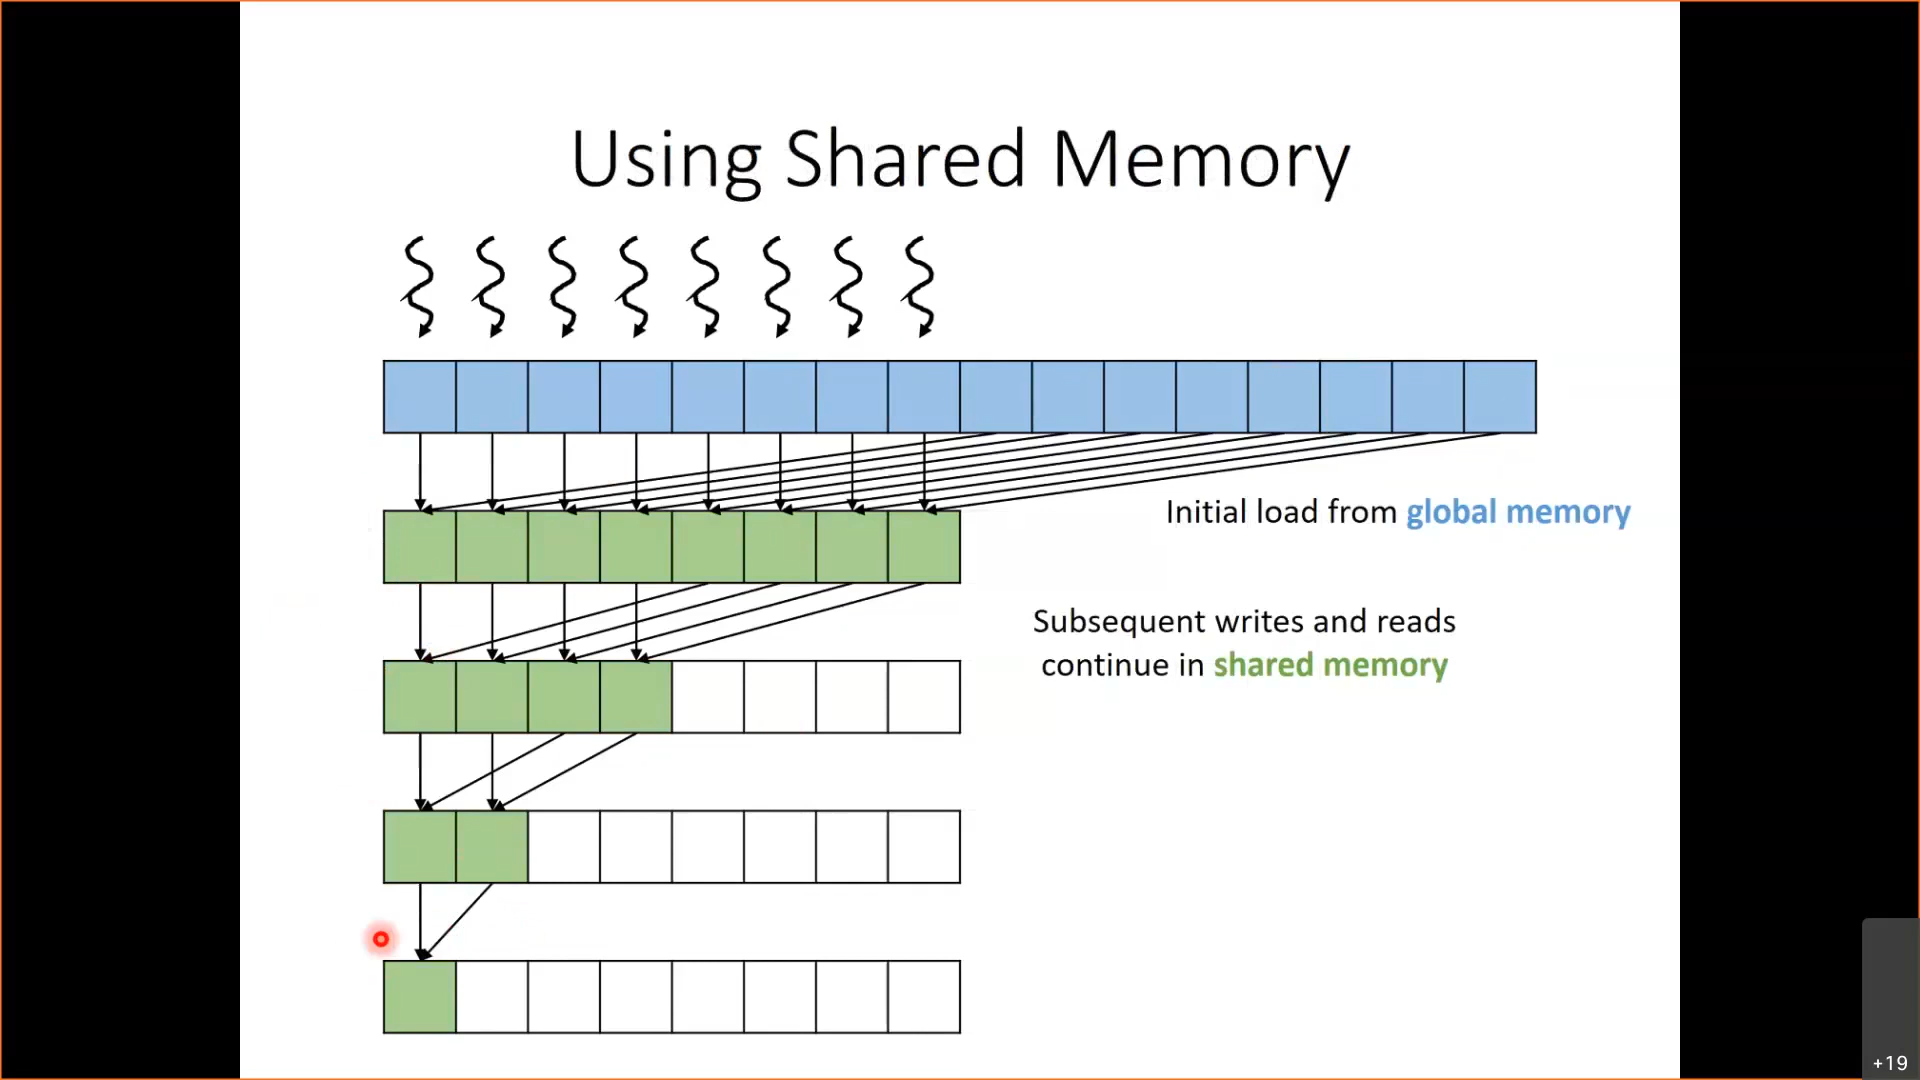 Using Shared Memory
Initial load from global memory
Subsequent writes and reads
continue in shared memory
+19